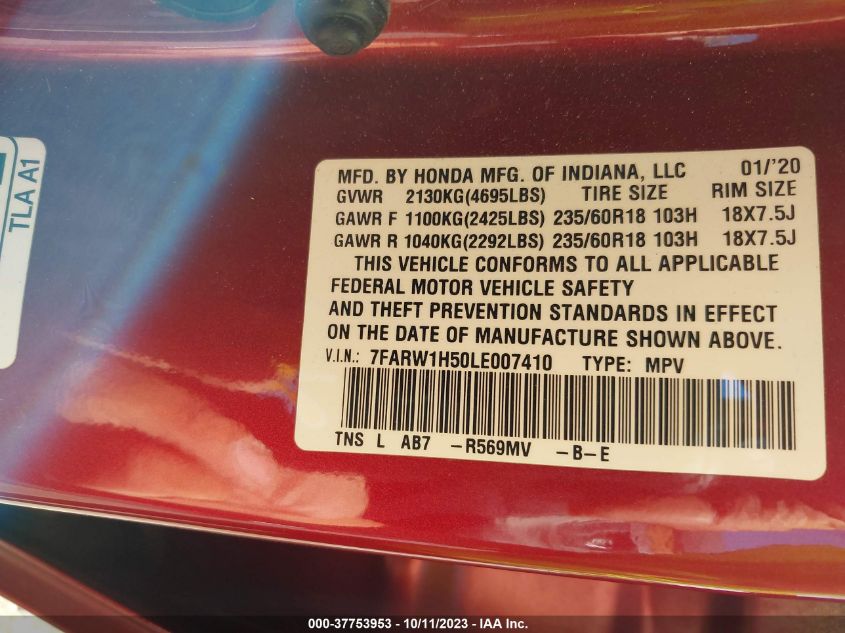 TLA A1
MFD. BY HONDA MFG. OF INDIANA, LLC 01/'20
GVWR 2130KG(4695LBS) TIRE SIZE RIM SIZE
GAWR F 1100KG(2425LBS) 235/60R18 103H 18X7.5J
GAWR R 1040KG(2292LBS) 235/60R18 103H 18X7.5J
THIS VEHICLE CONFORMS TO ALL APPLICABLE
FEDERAL MOTOR VEHICLE SAFETY
AND THEFT PREVENTION STANDARDS IN EFFECT
ON THE DATE OF MANUFACTURE SHOWN ABOVE.
V.I.N.: 7FARW1H50LE007410 TYPE: MPV
TNS L AB7 -R569MV -B-E
000-37753953 - 10/11/2023 - IAA Inc.